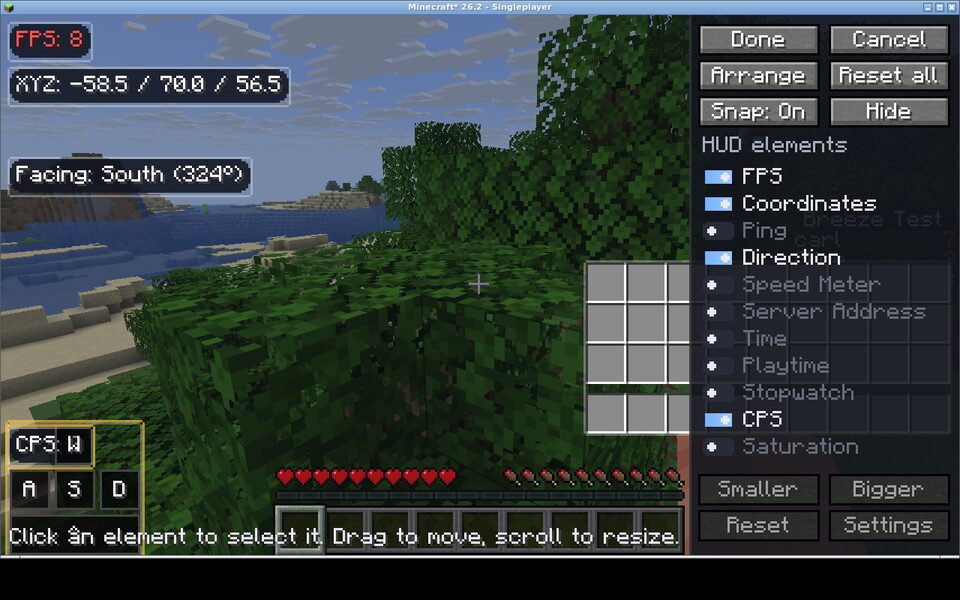 Minecraft* 26.2 - Singleplayer
FPS: 8
XYZ: -58.5 / 70.0 / 56.5
Facing: South (324°)
CPS: W
A S D
Click an element to select it. Drag to move, scroll to resize.
Done Cancel
Arrange Reset all
Snap: On Hide
HUD elements
FPS
Coordinates
Breeze Test
Ping
Direction
Speed Meter
Server Address
Time
Playtime
Stopwatch
CPS
Saturation
Smaller Bigger
Reset Settings